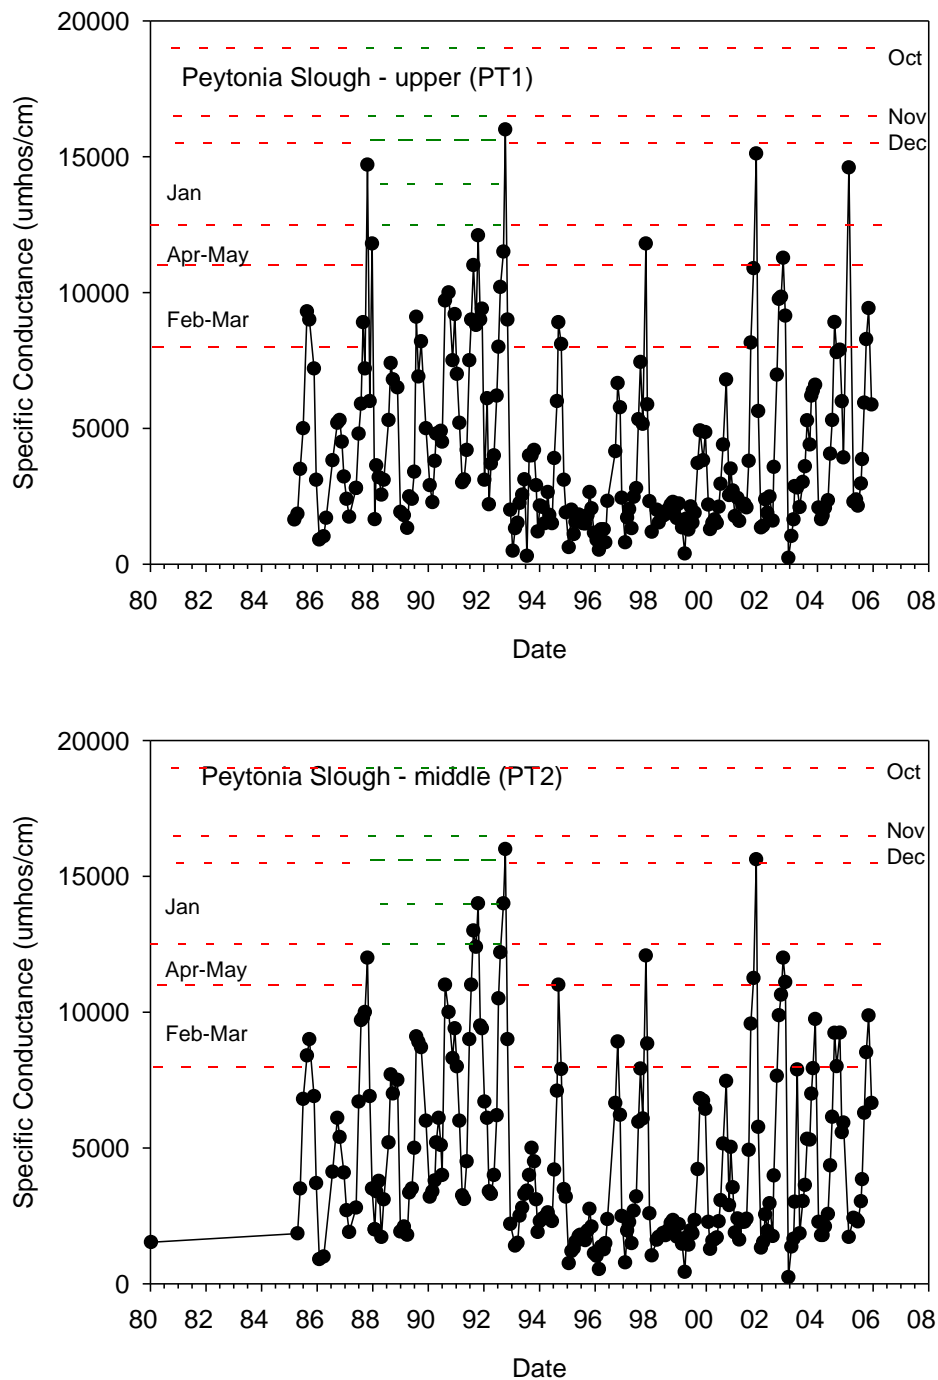 20000
Oct
Peytonia Slough - upper (PT1)
Nov
Dec
15000
Jan
Apr-May
10000
Feb-Mar
5000
0
Specific Conductance (umhos/cm)
80 82 84 86 88 90 92 94 96 98 00 02 04 06 08
Date
20000
Oct
Peytonia Slough - middle (PT2)
Nov
Dec
15000
Jan
Apr-May
10000
Feb-Mar
5000
0
Specific Conductance (umhos/cm)
80 82 84 86 88 90 92 94 96 98 00 02 04 06 08
Date